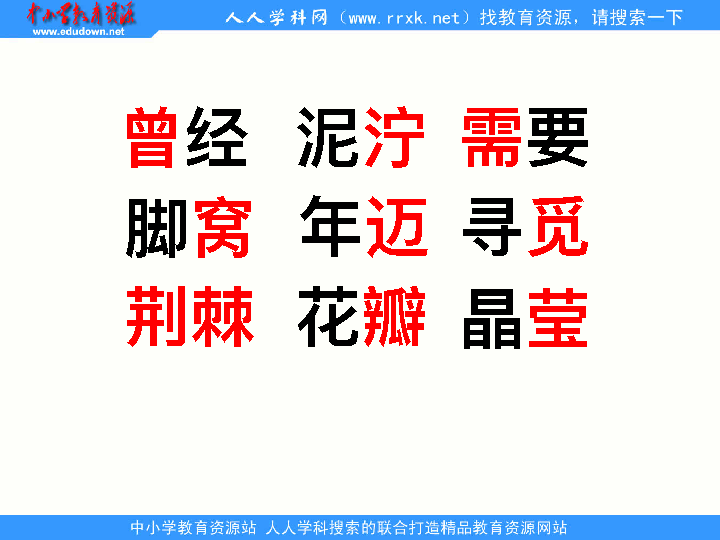 中小学教育资源
www.edudown.net
人人学科网（www.rrxk.net）找教育资源，请搜索一下
曾经 泥泞 需要
脚窝 年迈 寻觅
荆棘 花瓣 晶莹
中小学教育资源站 人人学科搜索的联合打造精品教育资源网站